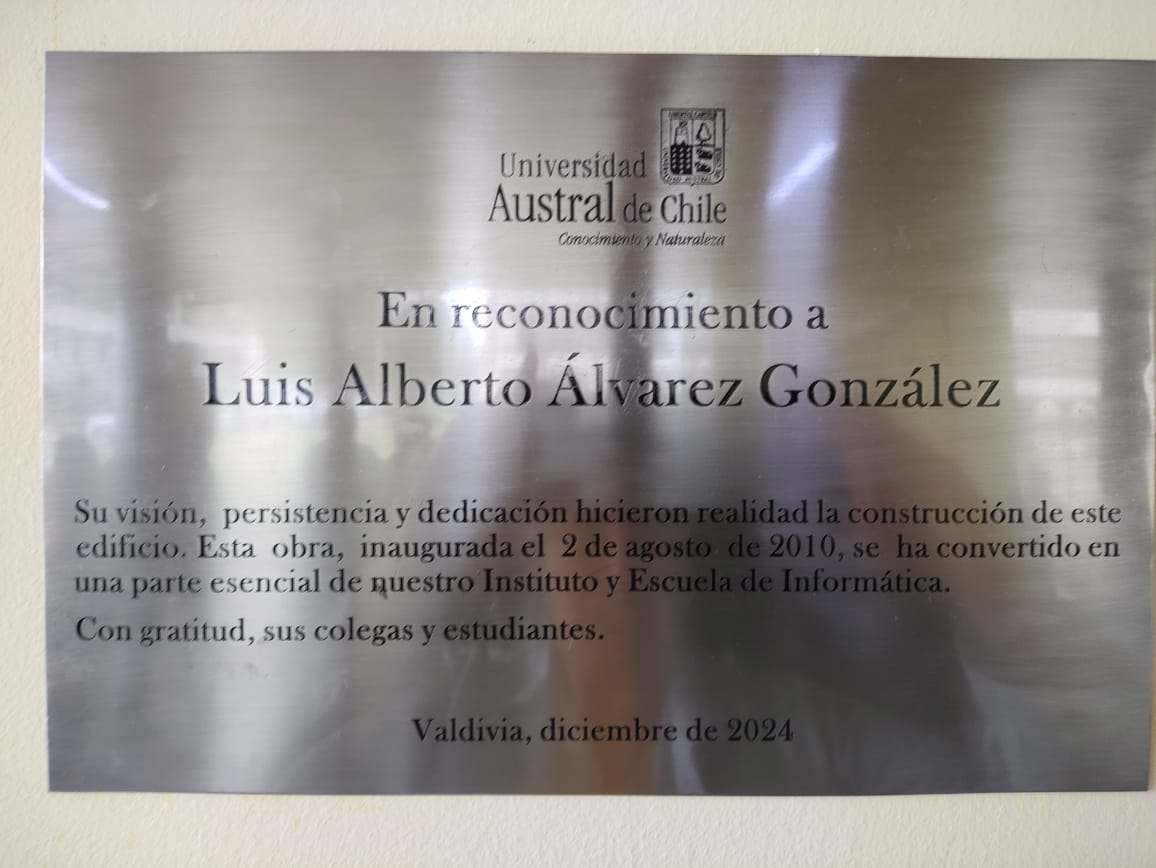 Universidad
Austral de Chile
Conocimiento y Naturaleza
En reconocimiento a
Luis Alberto Álvarez González
Su visión, persistencia y dedicación hicieron realidad la construcción de este
edificio. Esta obra, inaugurada el 2 de agosto de 2010, se ha convertido en
una parte esencial de nuestro Instituto y Escuela de Informática.
Con gratitud, sus colegas y estudiantes.
Valdivia, diciembre de 2024